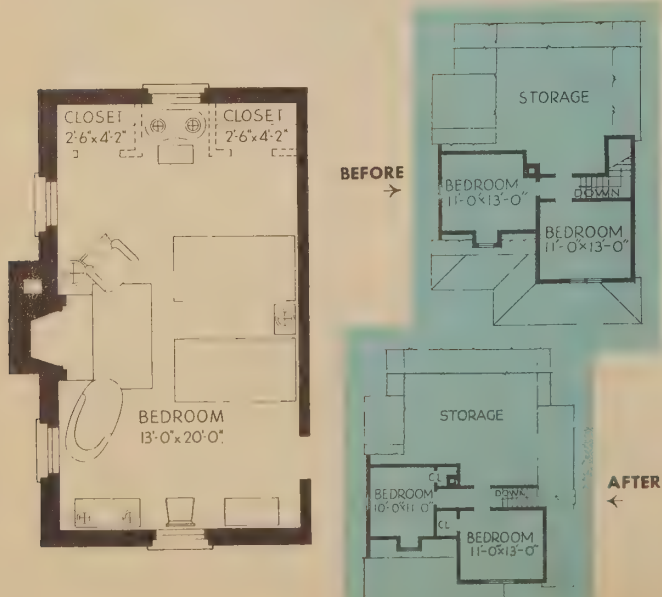 CLOSET
2'-6"x4'-2"
CLOSET
2'-6"x4'-2"
BEDROOM
13'-0"x20'-0"
BEFORE
STORAGE
BEDROOM
11'-0"x13'-0"
DOWN
BEDROOM
11'-0"x13'-0"
AFTER
STORAGE
CL
BEDROOM
10'-0"x11'-0"
DOWN
CL
BEDROOM
11'-0"x13'-0"